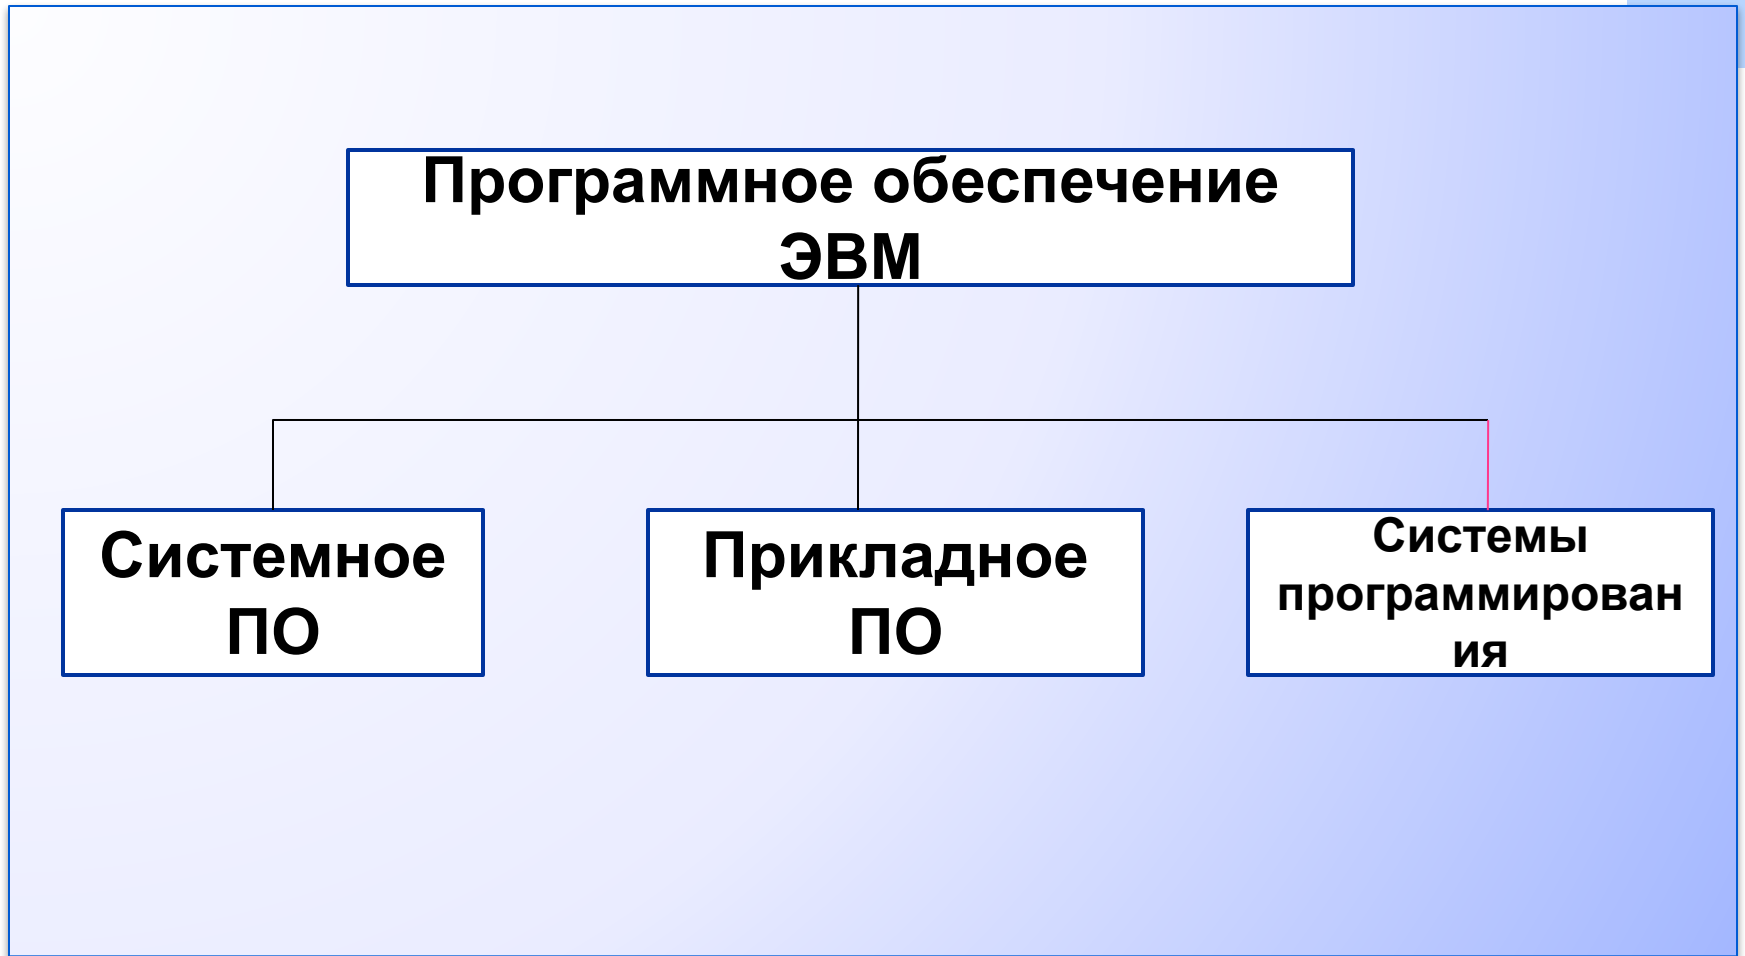 Программное обеспечение
ЭВМ
Системное
ПО
Прикладное
ПО
Системы
программирован
ия